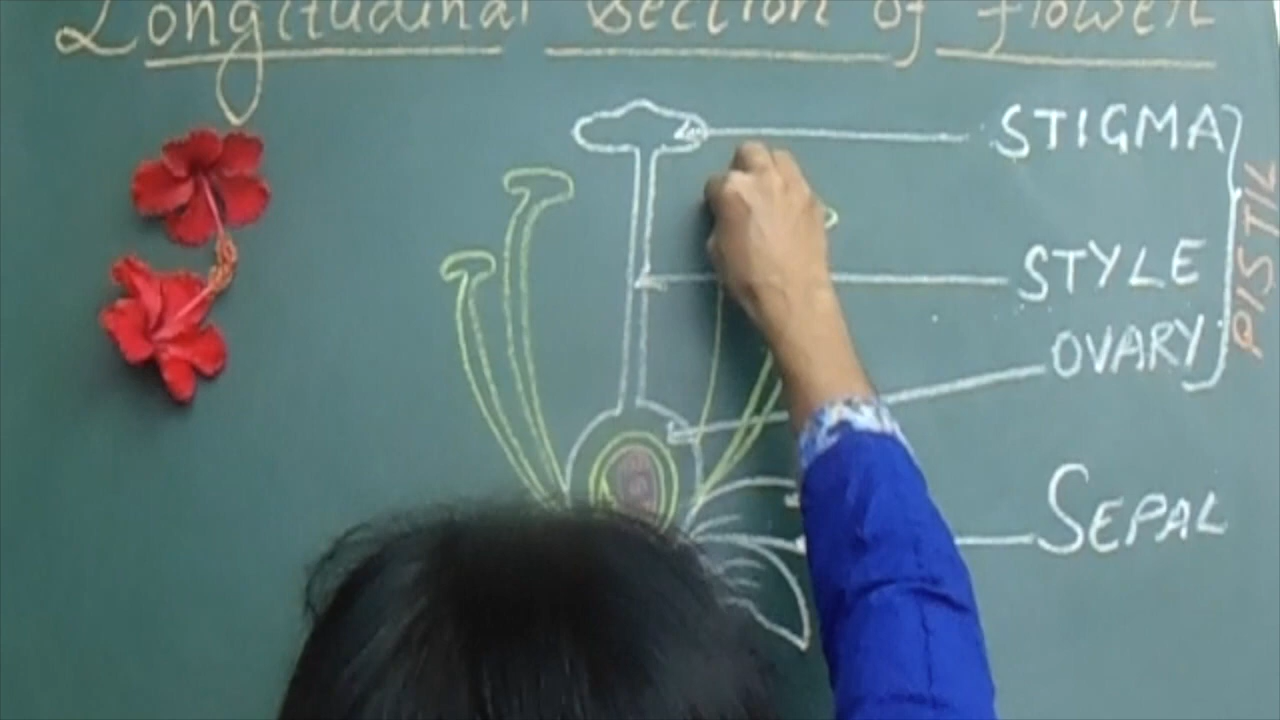 Longitudinal Section of flower
STIGMA
STYLE
OVARY
PISTIL
SEPAL